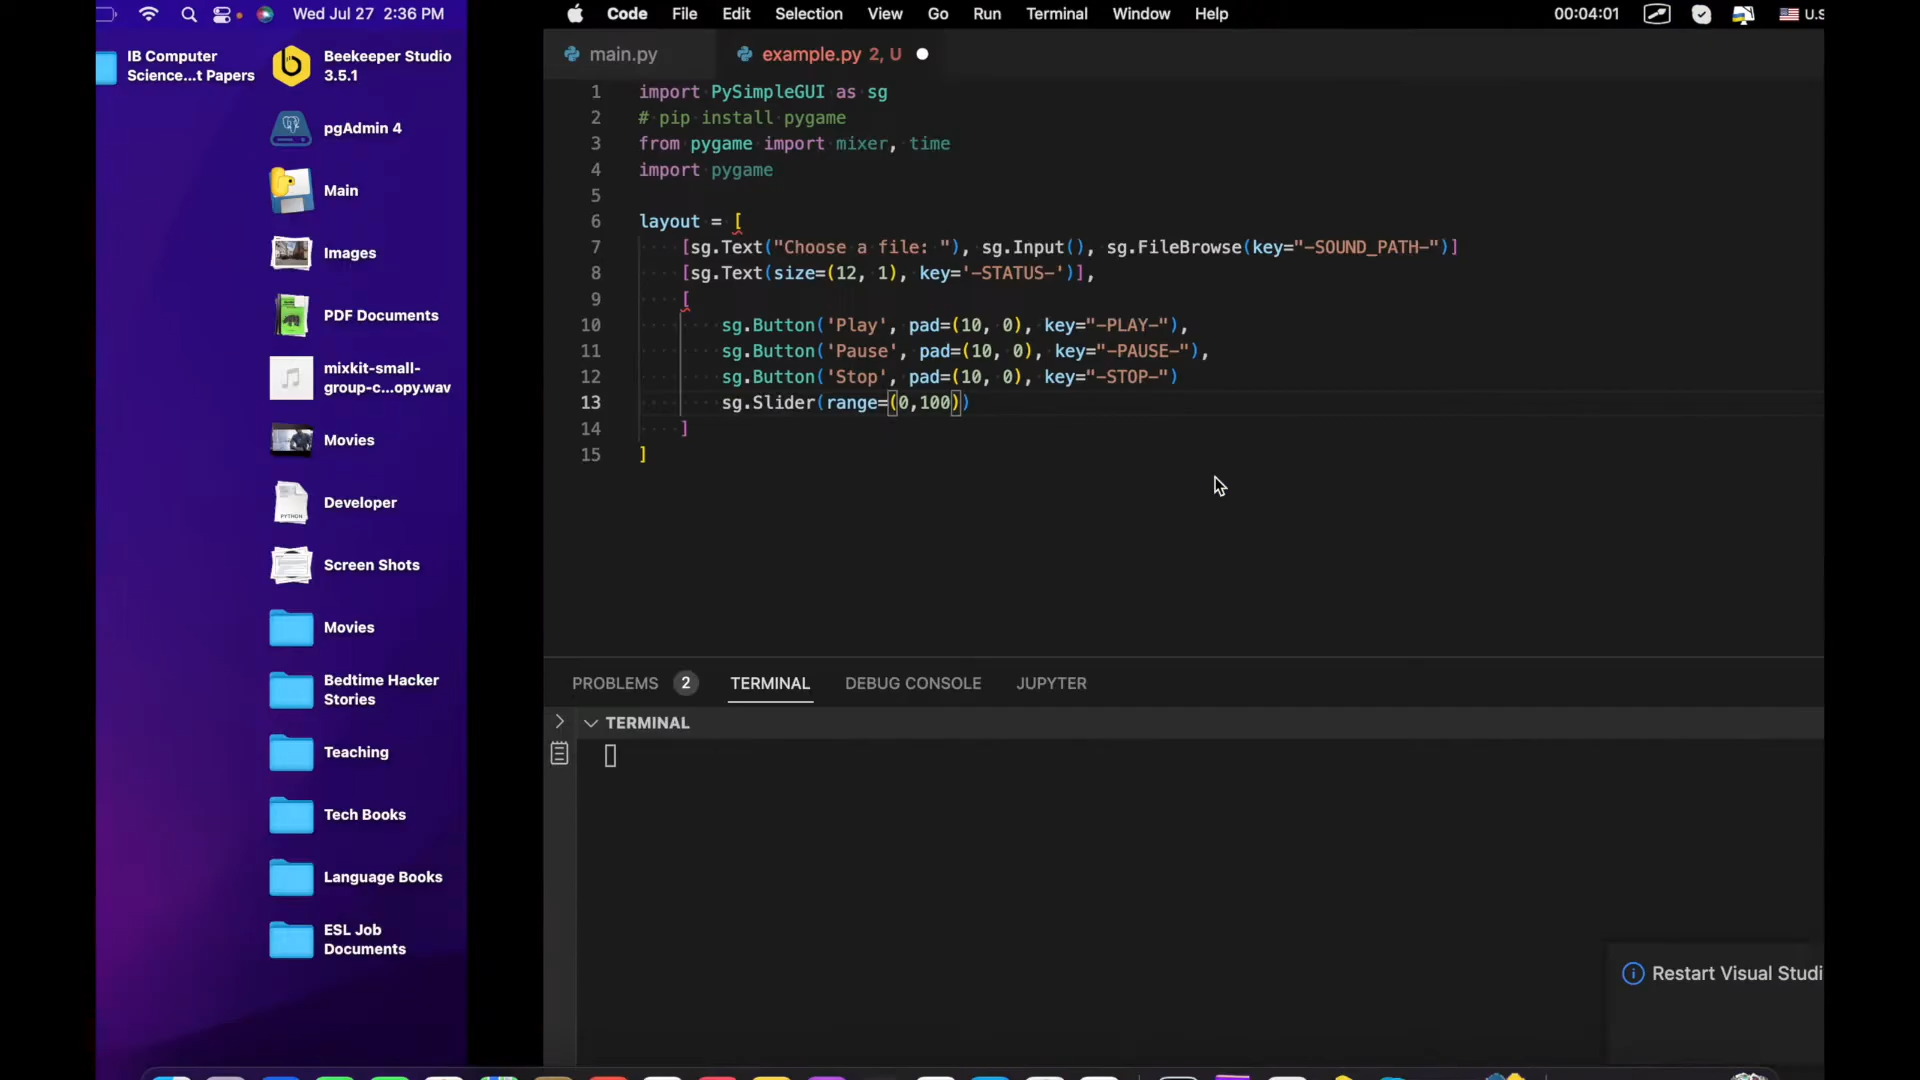 Wed Jul 27 2:36 PM
IB Computer
Science...t Papers
Beekeeper Studio
3.5.1
pgAdmin 4
Main
Images
PDF Documents
mixkit-small-
group-c...opy.wav
Movies
Developer
PYTHON
Screen Shots
Movies
Bedtime Hacker
Stories
Teaching
Tech Books
Language Books
ESL Job
Documents
Code File Edit Selection View Go Run Terminal Window Help 00:04:01 U.S
main.py example.py 2, U
1 import PySimpleGUI as sg
2 # pip install pygame
3 from pygame import mixer, time
4 import pygame
5
6 layout = [
7 [sg.Text("Choose a file: "), sg.Input(), sg.FileBrowse(key="-SOUND_PATH-")]
8 [sg.Text(size=(12, 1), key='-STATUS-')],
9 [
10 sg.Button('Play', pad=(10, 0), key="-PLAY-"),
11 sg.Button('Pause', pad=(10, 0), key="-PAUSE-"),
12 sg.Button('Stop', pad=(10, 0), key="-STOP-")
13 sg.Slider(range=(0,100))
14 ]
15 ]
PROBLEMS 2 TERMINAL DEBUG CONSOLE JUPYTER
TERMINAL
Restart Visual Studi